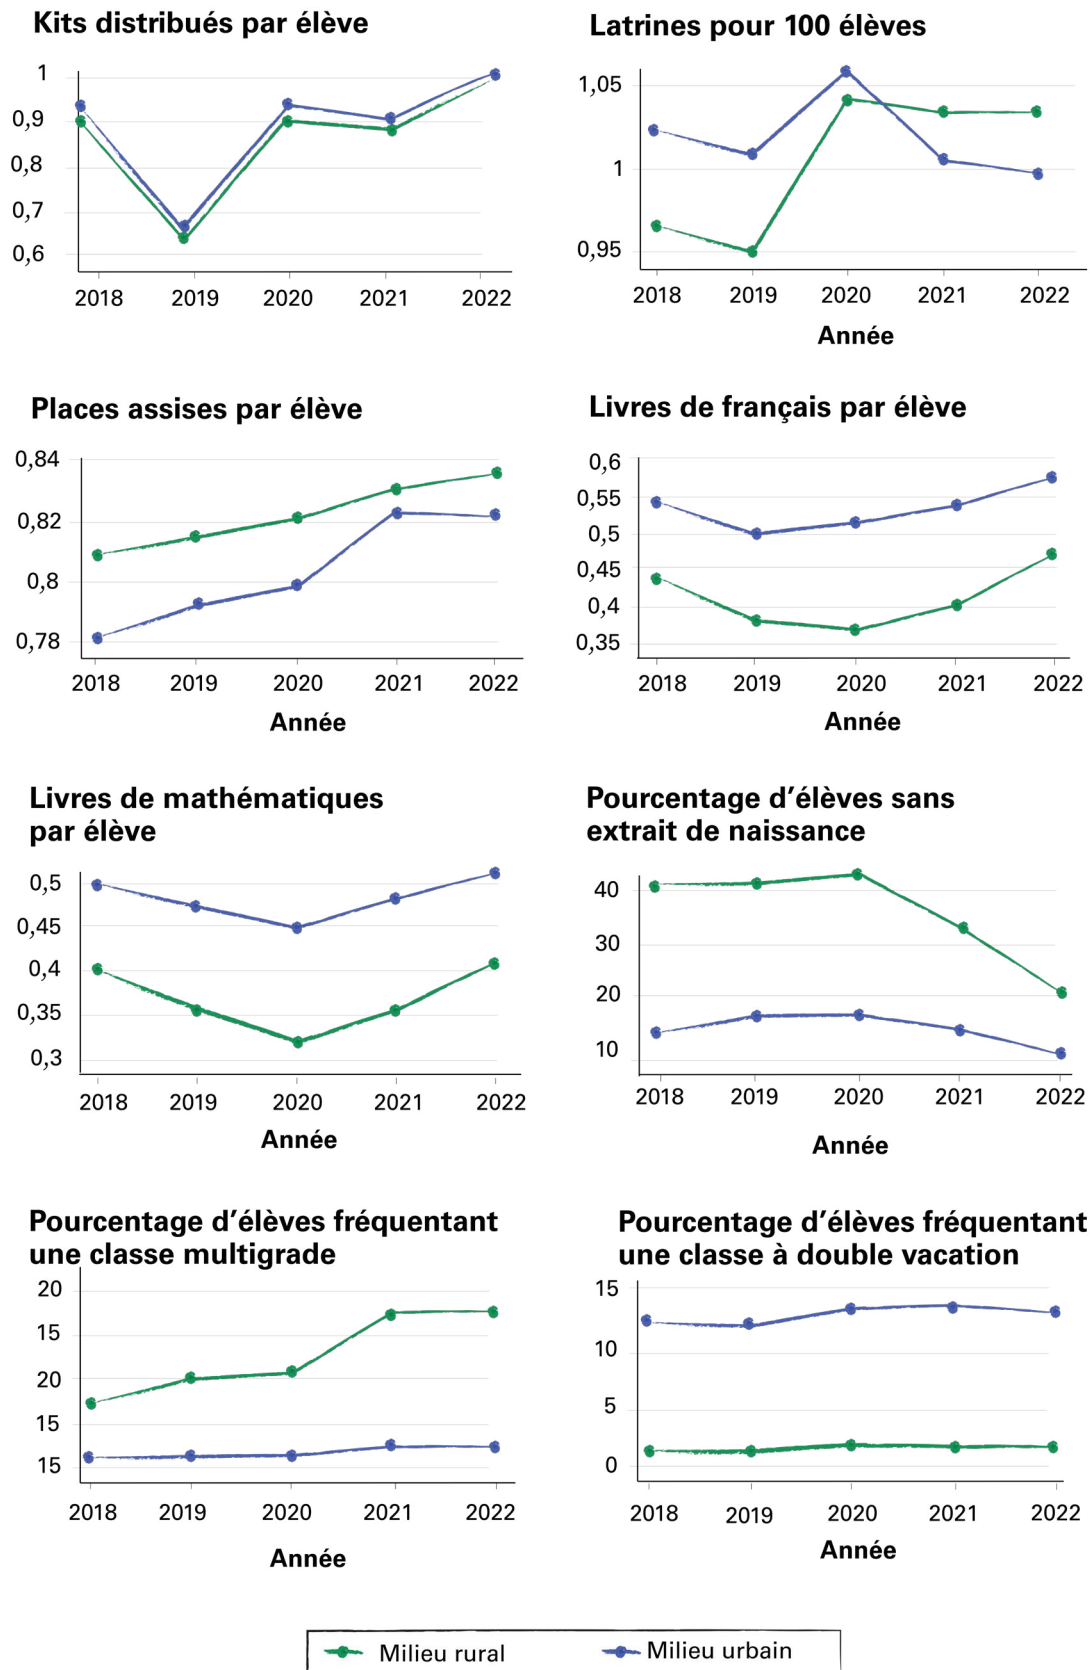 Kits distribués par élève
1
0,9
0,8
0,7
0,6
2018 2019 2020 2021 2022
Latrines pour 100 élèves
1,05
1
0,95
2018 2019 2020 2021 2022
Année
Places assises par élève
0,84
0,82
0,8
0,78
2018 2019 2020 2021 2022
Année
Livres de français par élève
0,6
0,55
0,5
0,45
0,4
0,35
2018 2019 2020 2021 2022
Année
Livres de mathématiques
par élève
0,5
0,45
0,4
0,35
0,3
2018 2019 2020 2021 2022
Année
Pourcentage d'élèves sans
extrait de naissance
40
30
20
10
2018 2019 2020 2021 2022
Année
Pourcentage d'élèves fréquentant
une classe multigrade
20
15
20
15
15
2018 2019 2020 2021 2022
Année
Pourcentage d'élèves fréquentant
une classe à double vacation
15
10
5
0
2018 2019 2020 2021 2022
Année
Milieu rural Milieu urbain